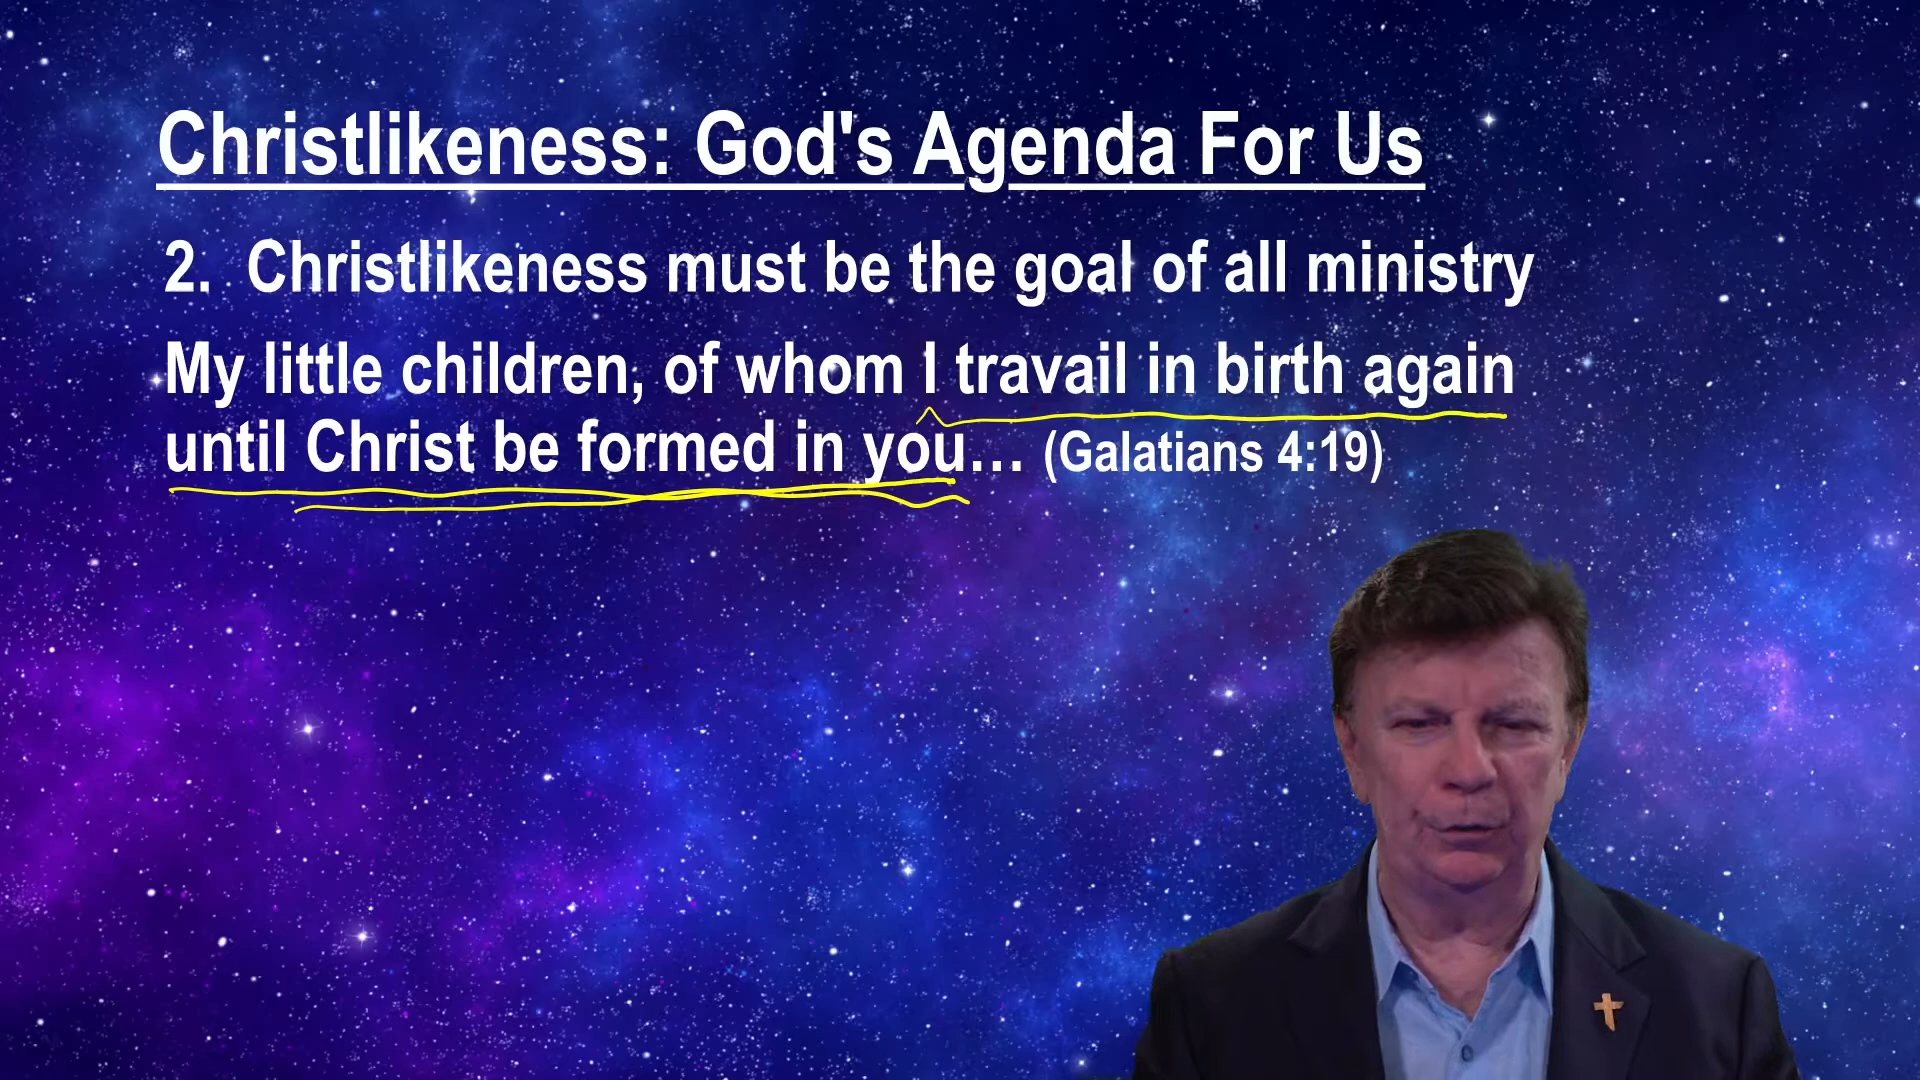 Christlikeness: God's Agenda For Us
2. Christlikeness must be the goal of all ministry
My little children, of whom I travail in birth again
until Christ be formed in you… (Galatians 4:19)